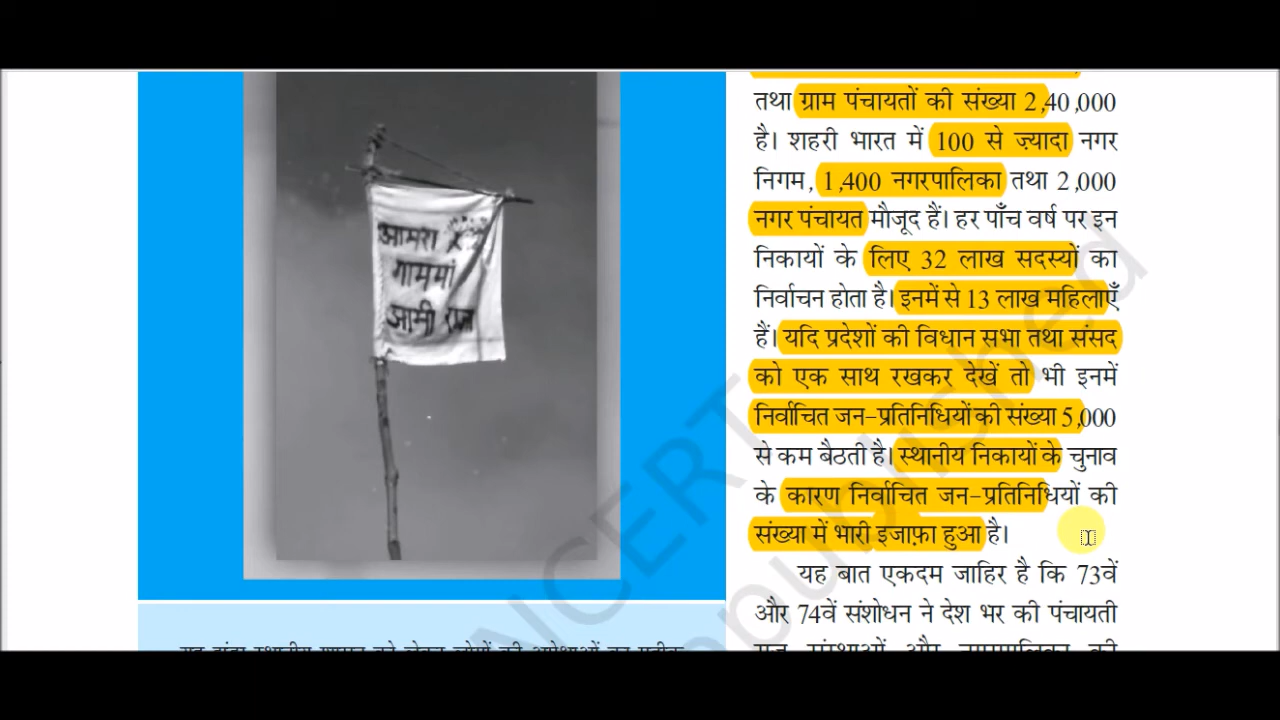 आमरा
गाममां
आमी राज
तथा ग्राम पंचायतों की संख्या 2,40,000
है। शहरी भारत में 100 से ज़्यादा नगर
निगम, 1,400 नगरपालिका तथा 2,000
नगर पंचायत मौजूद हैं। हर पाँच वर्ष पर इन
निकायों के लिए 32 लाख सदस्यों का
निर्वाचन होता है। इनमें से 13 लाख महिलाएँ
हैं। यदि प्रदेशों की विधान सभा तथा संसद
को एक साथ रखकर देखें तो भी इनमें
निर्वाचित जन-प्रतिनिधियों की संख्या 5,000
से कम बैठती है। स्थानीय निकायों के चुनाव
के कारण निर्वाचित जन-प्रतिनिधियों की
संख्या में भारी इजाफ़ा हुआ है।
यह बात एकदम जाहिर है कि 73वें
और 74वें संशोधन ने देश भर की पंचायती
NCERT
republished